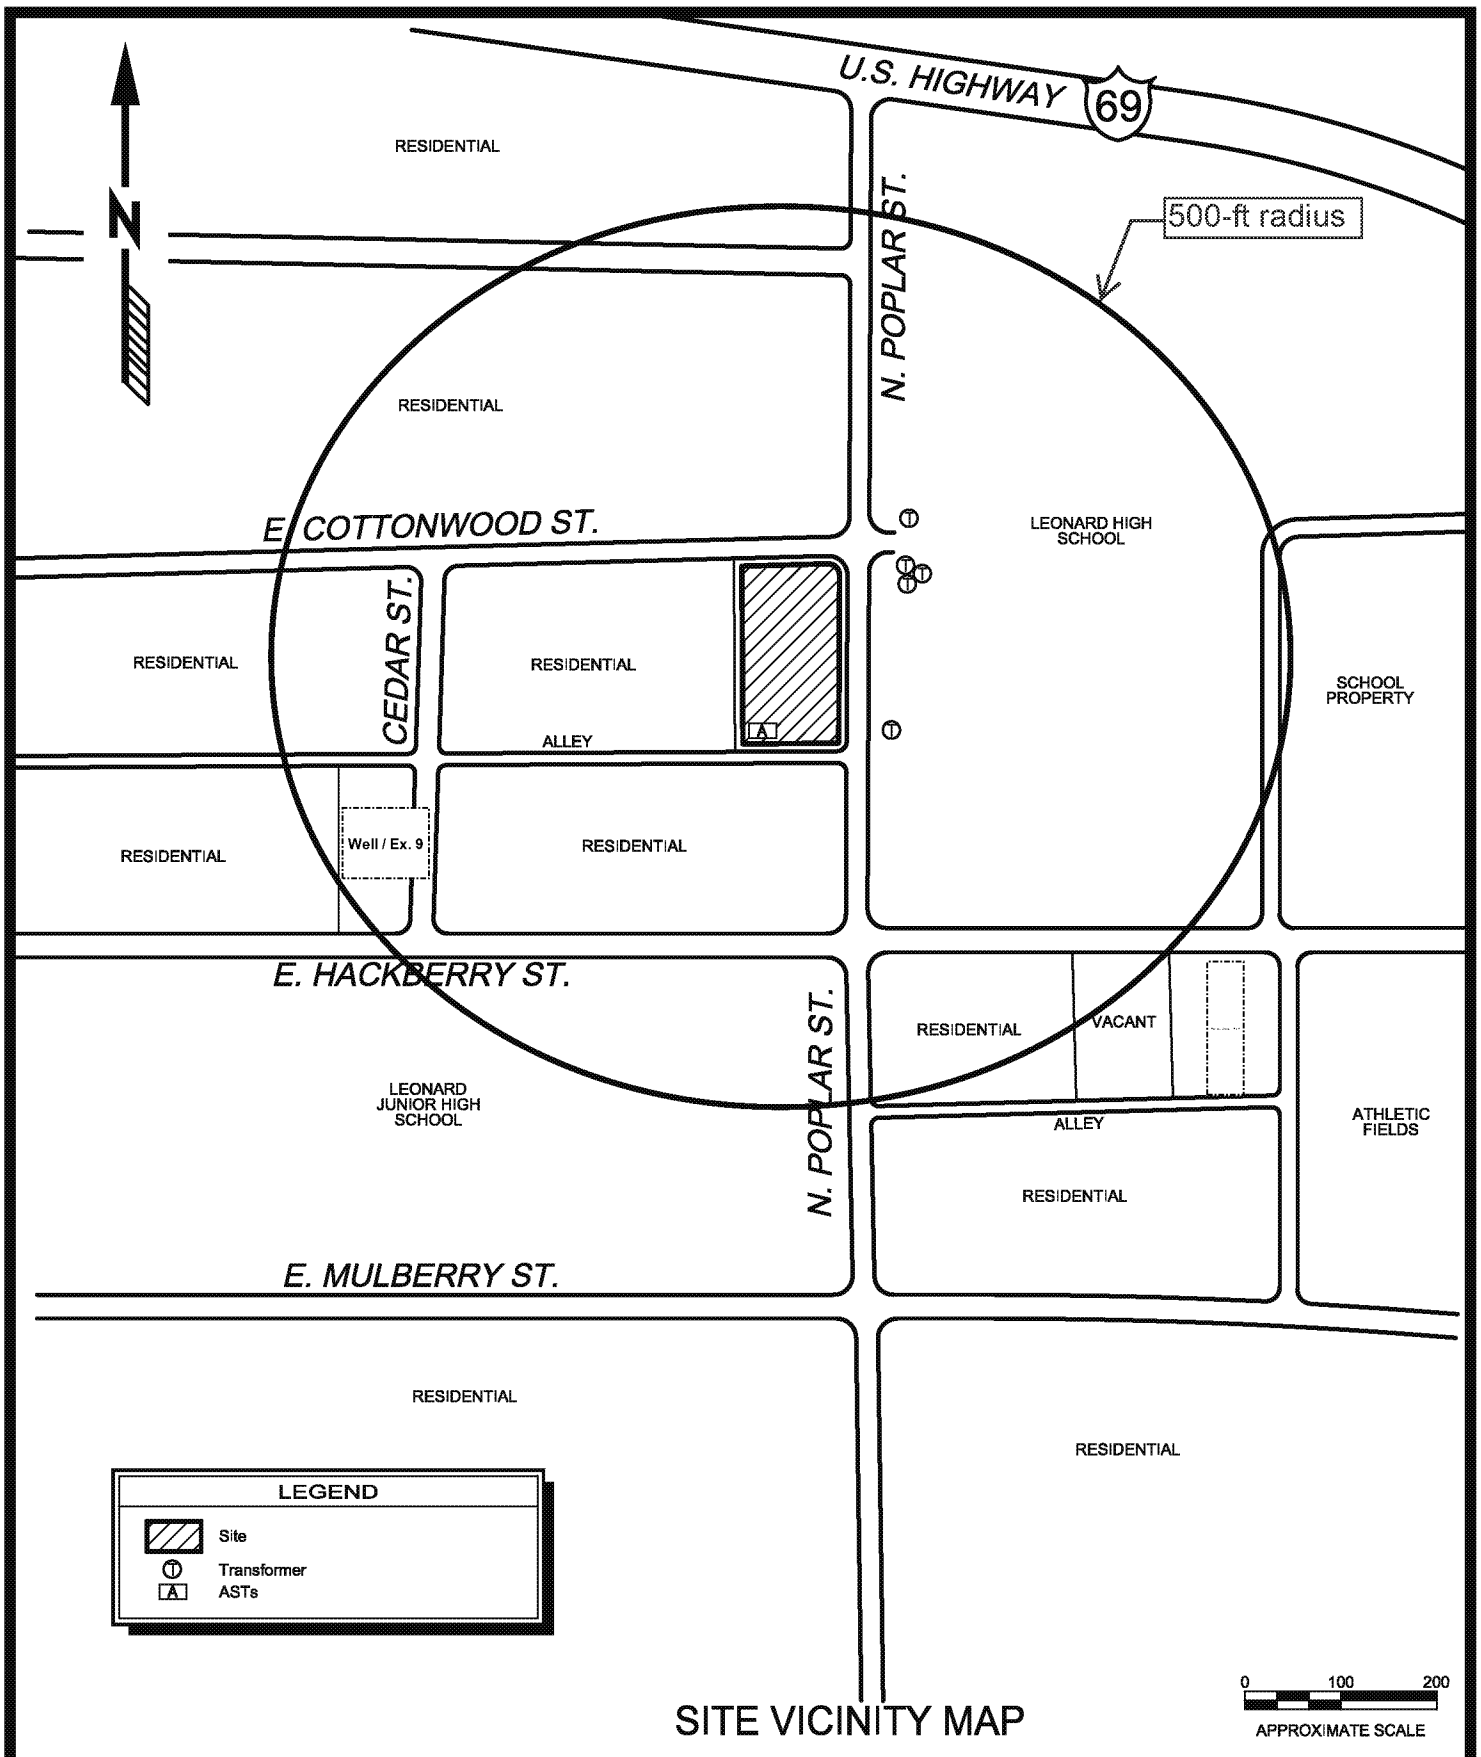 U.S. HIGHWAY
69
RESIDENTIAL
N
500-ft radius
N. POPLAR ST.
RESIDENTIAL
E. COTTONWOOD ST.
T
LEONARD HIGH
SCHOOL
T
T
T
CEDAR ST.
RESIDENTIAL
RESIDENTIAL
SCHOOL
PROPERTY
A
T
ALLEY
Well / Ex. 9
RESIDENTIAL
RESIDENTIAL
E. HACKBERRY ST.
N. POPLAR ST.
RESIDENTIAL
VACANT
LEONARD
JUNIOR HIGH
SCHOOL
ALLEY
ATHLETIC
FIELDS
RESIDENTIAL
E. MULBERRY ST.
RESIDENTIAL
RESIDENTIAL
LEGEND
Site
T Transformer
A ASTs
0 100 200
APPROXIMATE SCALE
SITE VICINITY MAP